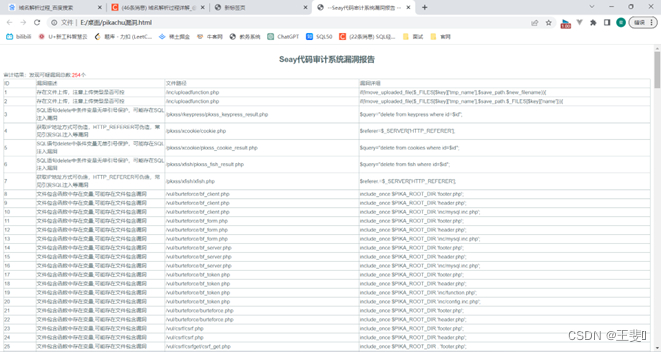 域名解析过程_百度搜索
新标签页
—Seay代码审计系统漏洞报告
文件 | E:/桌面/pikachu漏洞.html
bilibili
牛客网
教务系统
ChatGPT
SQL50
面试
官网
Seay代码审计系统漏洞报告
审计结果：发现可疑漏洞总数:254个
ID 漏洞描述 文件路径 漏洞详细
1 存在文件上传，注意上传类型是否可控 /inc/uploadfunction.php if(!move_uploaded_file($_FILES[$key]['tmp_name'],$save_path.$new_filename)){
2 存在文件上传，注意上传类型是否可控 /inc/uploadfunction.php if(!move_uploaded_file($_FILES[$key]['tmp_name'],$save_path.$_FILES[$key]['name'])){
3 SQL语句delete中条件变量无单引号保护，可能存在SQL注入漏洞 /pkxss/rkeypress/pkxss_keypress_result.php $query="delete from keypress where id=$id";
4 获取IP地址方式可伪造，HTTP_REFERER可伪造，常见引发SQL注入等漏洞 /pkxss/xcookie/cookie.php $referer=$_SERVER['HTTP_REFERER'];
5 SQL语句delete中条件变量无单引号保护，可能存在SQL注入漏洞 /pkxss/xcookie/pkxss_cookie_result.php $query="delete from cookies where id=$id";
6 SQL语句delete中条件变量无单引号保护，可能存在SQL注入漏洞 /pkxss/xfish/pkxss_fish_result.php $query="delete from fish where id=$id";
7 获取IP地址方式可伪造，HTTP_REFERER可伪造，常见引发SQL注入等漏洞 /pkxss/xfish/xfish.php $referer=$_SERVER['HTTP_REFERER'];
8 文件包含函数中存在变量,可能存在文件包含漏洞 /vul/burteforce/bf_client.php include_once $PIKA_ROOT_DIR.'footer.php';
9 文件包含函数中存在变量,可能存在文件包含漏洞 /vul/burteforce/bf_client.php include_once $PIKA_ROOT_DIR.'header.php';
10 文件包含函数中存在变量,可能存在文件包含漏洞 /vul/burteforce/bf_client.php include_once $PIKA_ROOT_DIR.'inc/mysql.inc.php';
11 文件包含函数中存在变量,可能存在文件包含漏洞 /vul/burteforce/bf_form.php include_once $PIKA_ROOT_DIR.'footer.php';
12 文件包含函数中存在变量,可能存在文件包含漏洞 /vul/burteforce/bf_form.php include_once $PIKA_ROOT_DIR.'header.php';
13 文件包含函数中存在变量,可能存在文件包含漏洞 /vul/burteforce/bf_form.php include_once $PIKA_ROOT_DIR.'inc/mysql.inc.php';
14 文件包含函数中存在变量,可能存在文件包含漏洞 /vul/burteforce/bf_server.php include_once $PIKA_ROOT_DIR.'footer.php';
15 文件包含函数中存在变量,可能存在文件包含漏洞 /vul/burteforce/bf_server.php include_once $PIKA_ROOT_DIR.'header.php';
16 文件包含函数中存在变量,可能存在文件包含漏洞 /vul/burteforce/bf_server.php include_once $PIKA_ROOT_DIR.'inc/mysql.inc.php';
17 文件包含函数中存在变量,可能存在文件包含漏洞 /vul/burteforce/bf_token.php include_once $PIKA_ROOT_DIR.'footer.php';
18 文件包含函数中存在变量,可能存在文件包含漏洞 /vul/burteforce/bf_token.php include_once $PIKA_ROOT_DIR.'header.php';
19 文件包含函数中存在变量,可能存在文件包含漏洞 /vul/burteforce/bf_token.php include_once $PIKA_ROOT_DIR.'inc/function.php';
20 文件包含函数中存在变量,可能存在文件包含漏洞 /vul/burteforce/bf_token.php include_once $PIKA_ROOT_DIR.'inc/config.inc.php';
21 文件包含函数中存在变量,可能存在文件包含漏洞 /vul/burteforce/burteforce.php include_once $PIKA_ROOT_DIR.'footer.php';
22 文件包含函数中存在变量,可能存在文件包含漏洞 /vul/burteforce/burteforce.php include_once $PIKA_ROOT_DIR.'header.php';
23 文件包含函数中存在变量,可能存在文件包含漏洞 /vul/csrf/csrf.php include_once $PIKA_ROOT_DIR.'footer.php';
24 文件包含函数中存在变量,可能存在文件包含漏洞 /vul/csrf/csrf.php include_once $PIKA_ROOT_DIR.'header.php';
25 文件包含函数中存在变量,可能存在文件包含漏洞 /vul/csrf/csrfget/csrf_get.php include_once $PIKA_ROOT_DIR.'footer.php';
CSDN @王斐